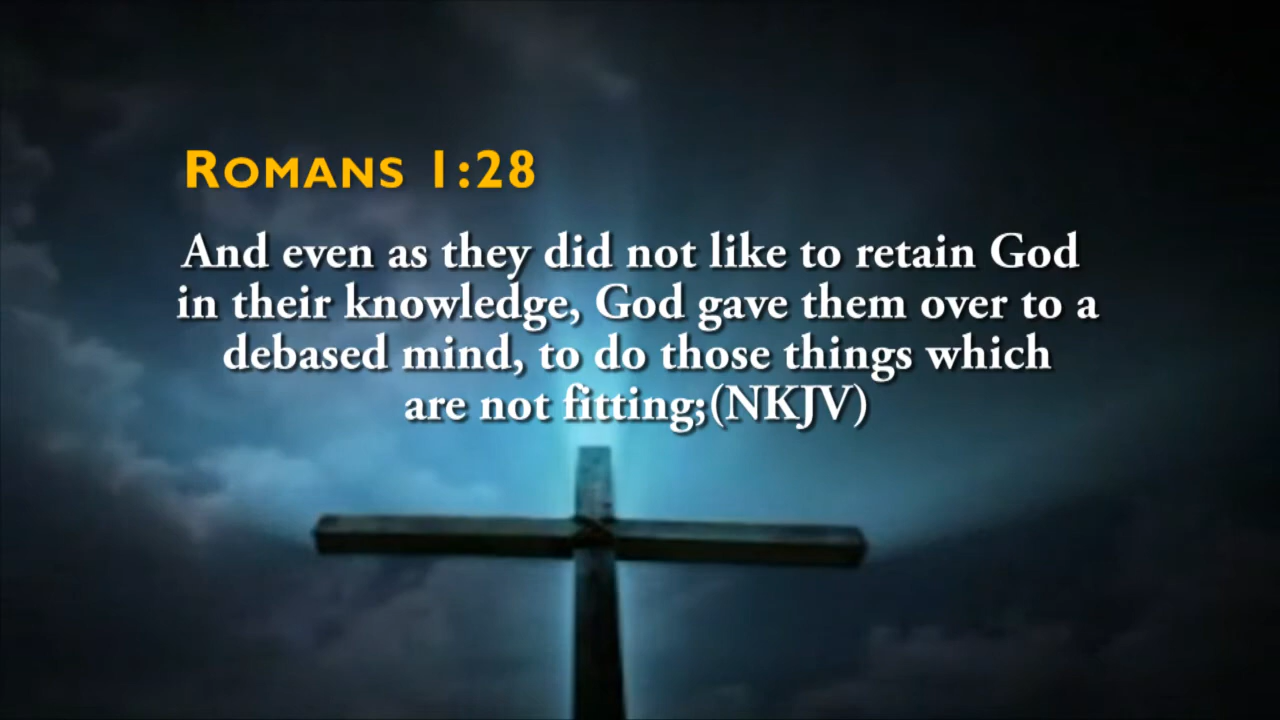 ROMANS 1:28
And even as they did not like to retain God
in their knowledge, God gave them over to a
debased mind, to do those things which
are not fitting;(NKJV)